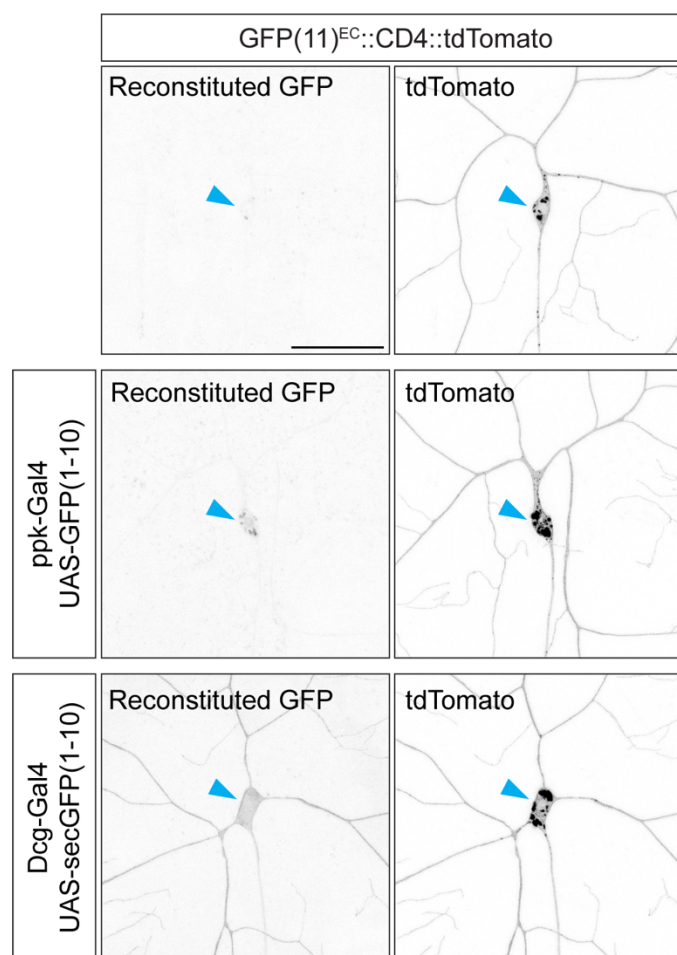 GFP(11)ᴱᶜ::CD4::tdTomato
Reconstituted GFP
tdTomato
ppk-Gal4
UAS-GFP(1-10)
Reconstituted GFP
tdTomato
Dcg-Gal4
UAS-secGFP(1-10)
Reconstituted GFP
tdTomato